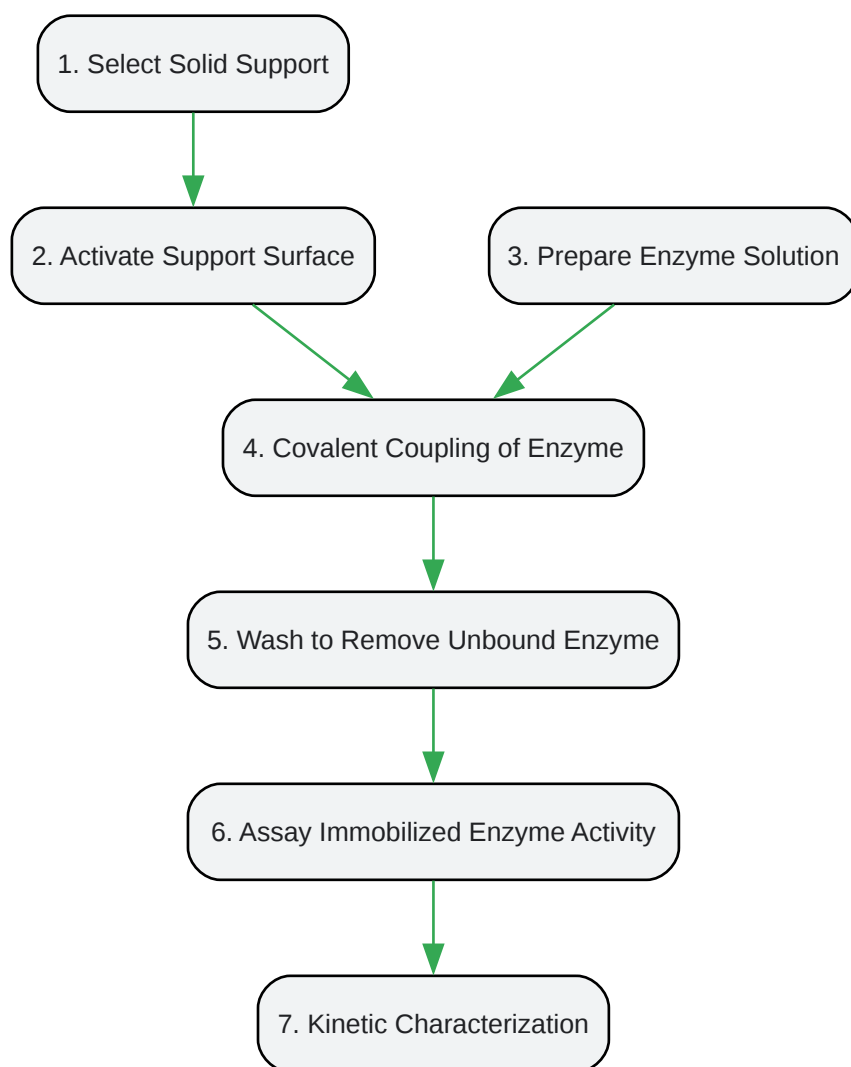 1. Select Solid Support
2. Activate Support Surface
3. Prepare Enzyme Solution
4. Covalent Coupling of Enzyme
5. Wash to Remove Unbound Enzyme
6. Assay Immobilized Enzyme Activity
7. Kinetic Characterization